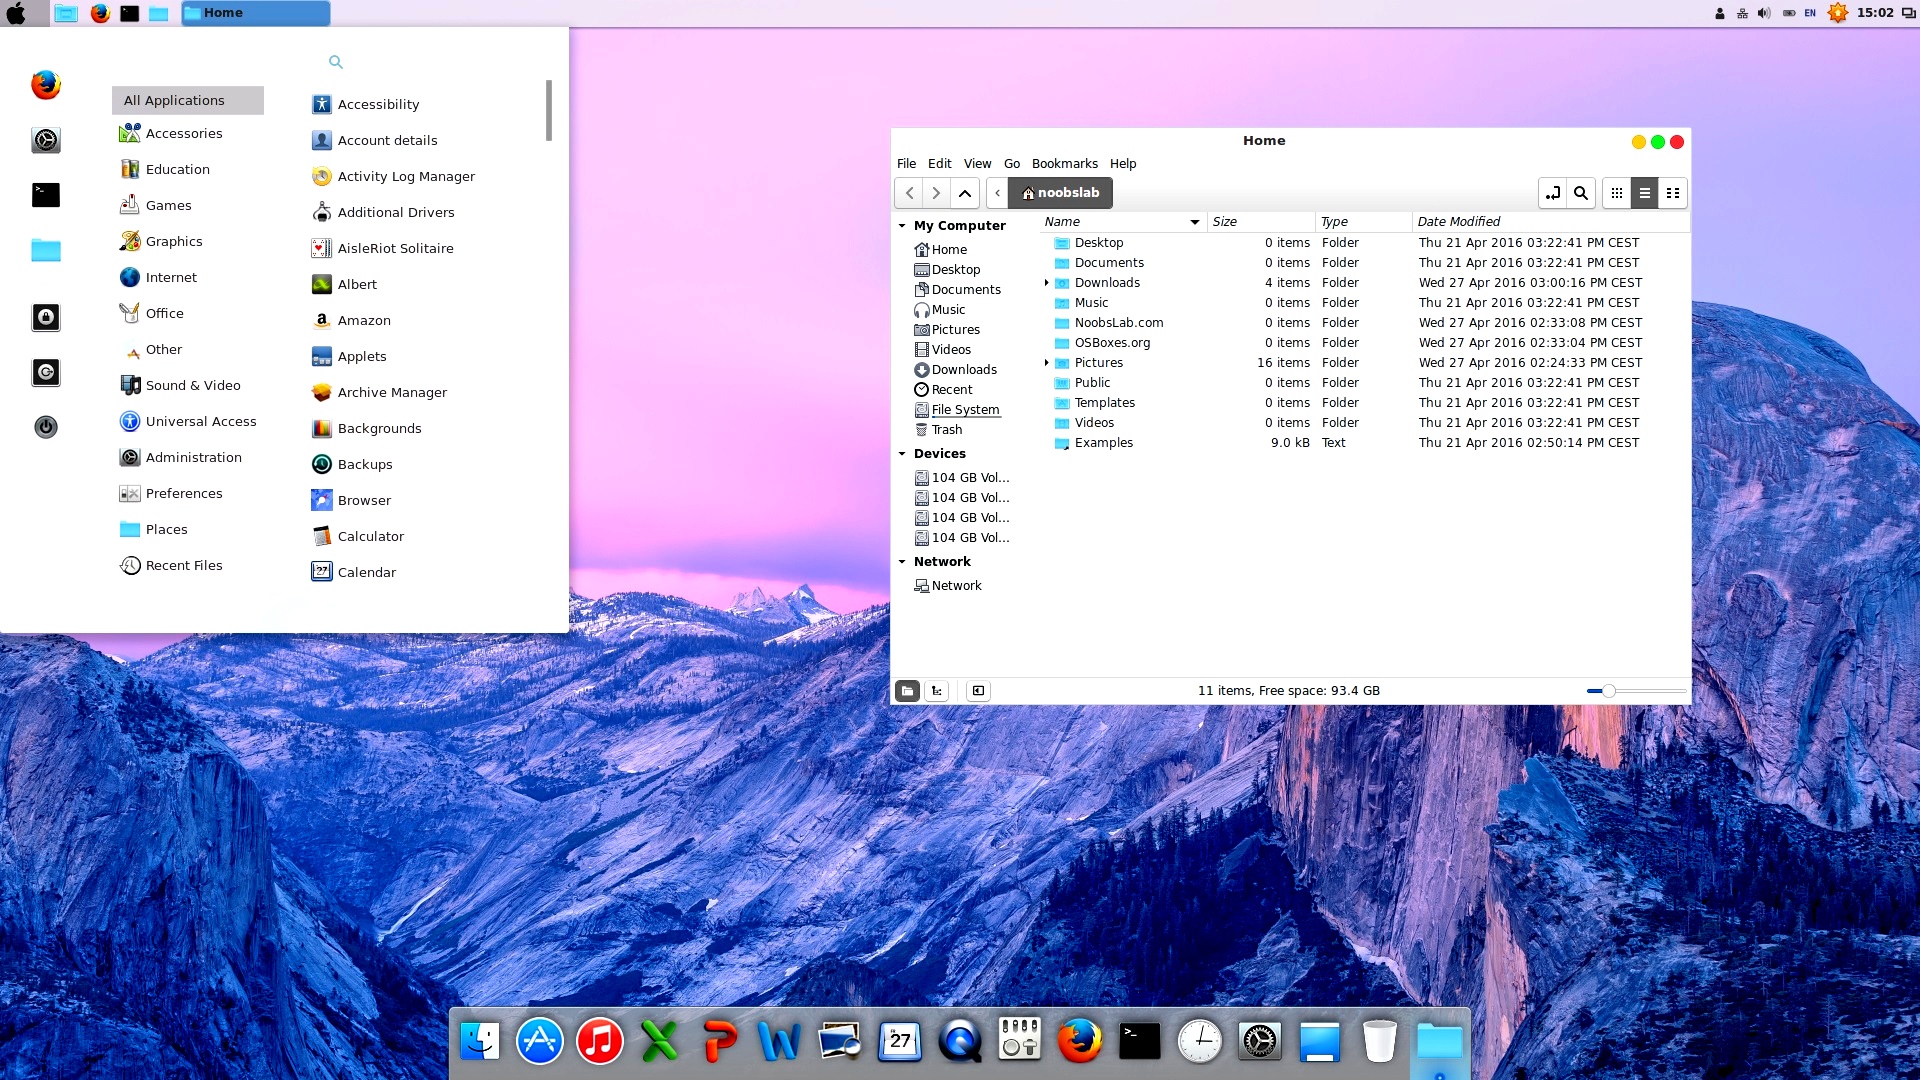 Home
EN
15:02
All Applications
Accessories
Education
Games
Graphics
Internet
Office
Other
Sound & Video
Universal Access
Administration
Preferences
Places
Recent Files
Accessibility
Account details
Activity Log Manager
Additional Drivers
AisleRiot Solitaire
Albert
Amazon
Applets
Archive Manager
Backgrounds
Backups
Browser
Calculator
Calendar
Home
File Edit View Go Bookmarks Help
noobslab
My Computer
Home
Desktop
Documents
Music
Pictures
Videos
Downloads
Recent
File System
Trash
Devices
104 GB Vol...
104 GB Vol...
104 GB Vol...
104 GB Vol...
Network
Network
Name Size Type Date Modified
Desktop 0 items Folder Thu 21 Apr 2016 03:22:41 PM CEST
Documents 0 items Folder Thu 21 Apr 2016 03:22:41 PM CEST
Downloads 4 items Folder Wed 27 Apr 2016 03:00:16 PM CEST
Music 0 items Folder Thu 21 Apr 2016 03:22:41 PM CEST
NoobsLab.com 0 items Folder Wed 27 Apr 2016 02:33:08 PM CEST
OSBoxes.org 0 items Folder Wed 27 Apr 2016 02:33:04 PM CEST
Pictures 16 items Folder Wed 27 Apr 2016 02:24:33 PM CEST
Public 0 items Folder Thu 21 Apr 2016 03:22:41 PM CEST
Templates 0 items Folder Thu 21 Apr 2016 03:22:41 PM CEST
Videos 0 items Folder Thu 21 Apr 2016 03:22:41 PM CEST
Examples 9.0 kB Text Thu 21 Apr 2016 02:50:14 PM CEST
11 items, Free space: 93.4 GB
27